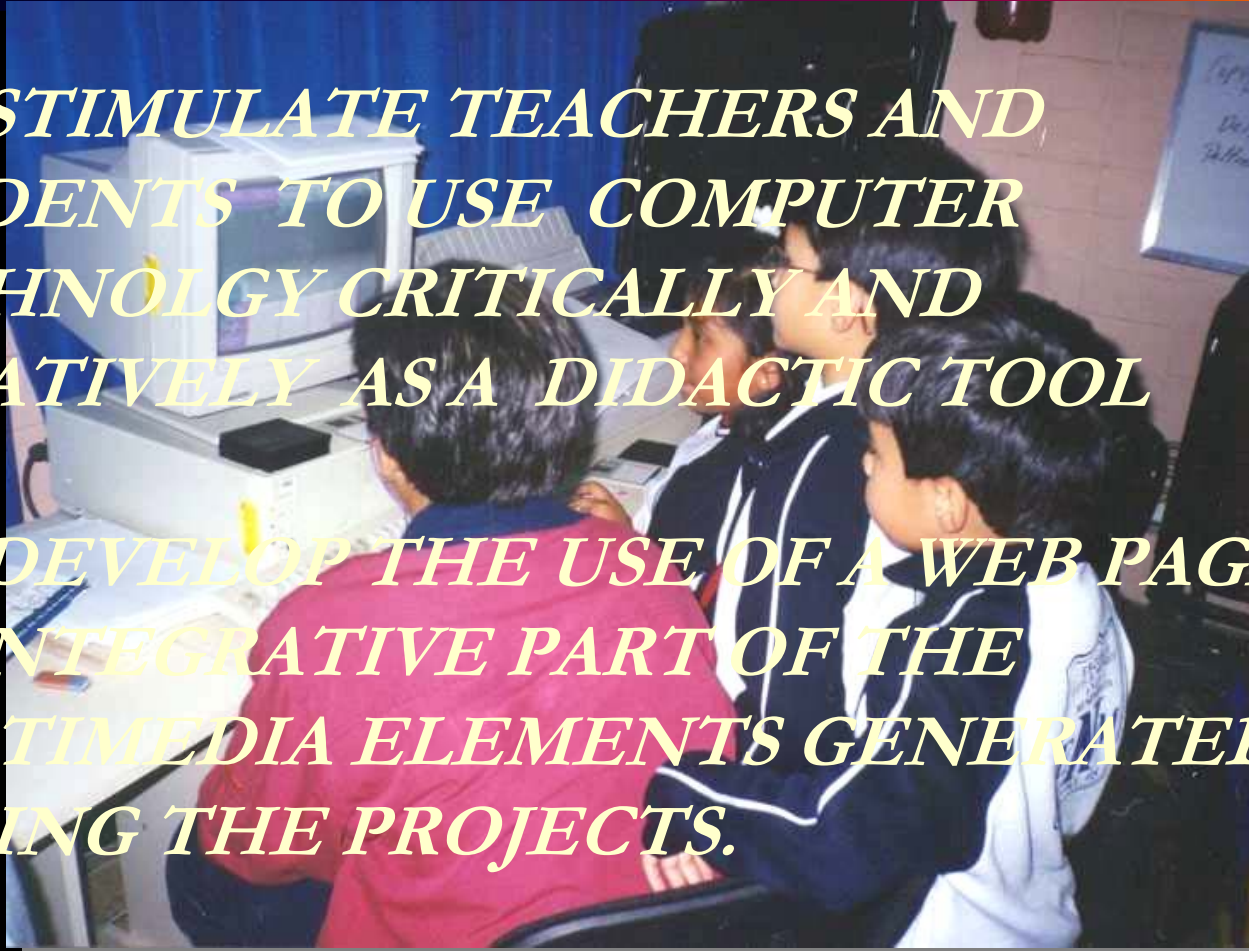 STIMULATE TEACHERS AND
DENTS TO USE COMPUTER
HNOLGY CRITICALLY AND
ATIVELY AS A DIDACTIC TOOL
DEVELOP THE USE OF A WEB PAG
NTEGRATIVE PART OF THE
TIMEDIA ELEMENTS GENERATE
ING THE PROJECTS.